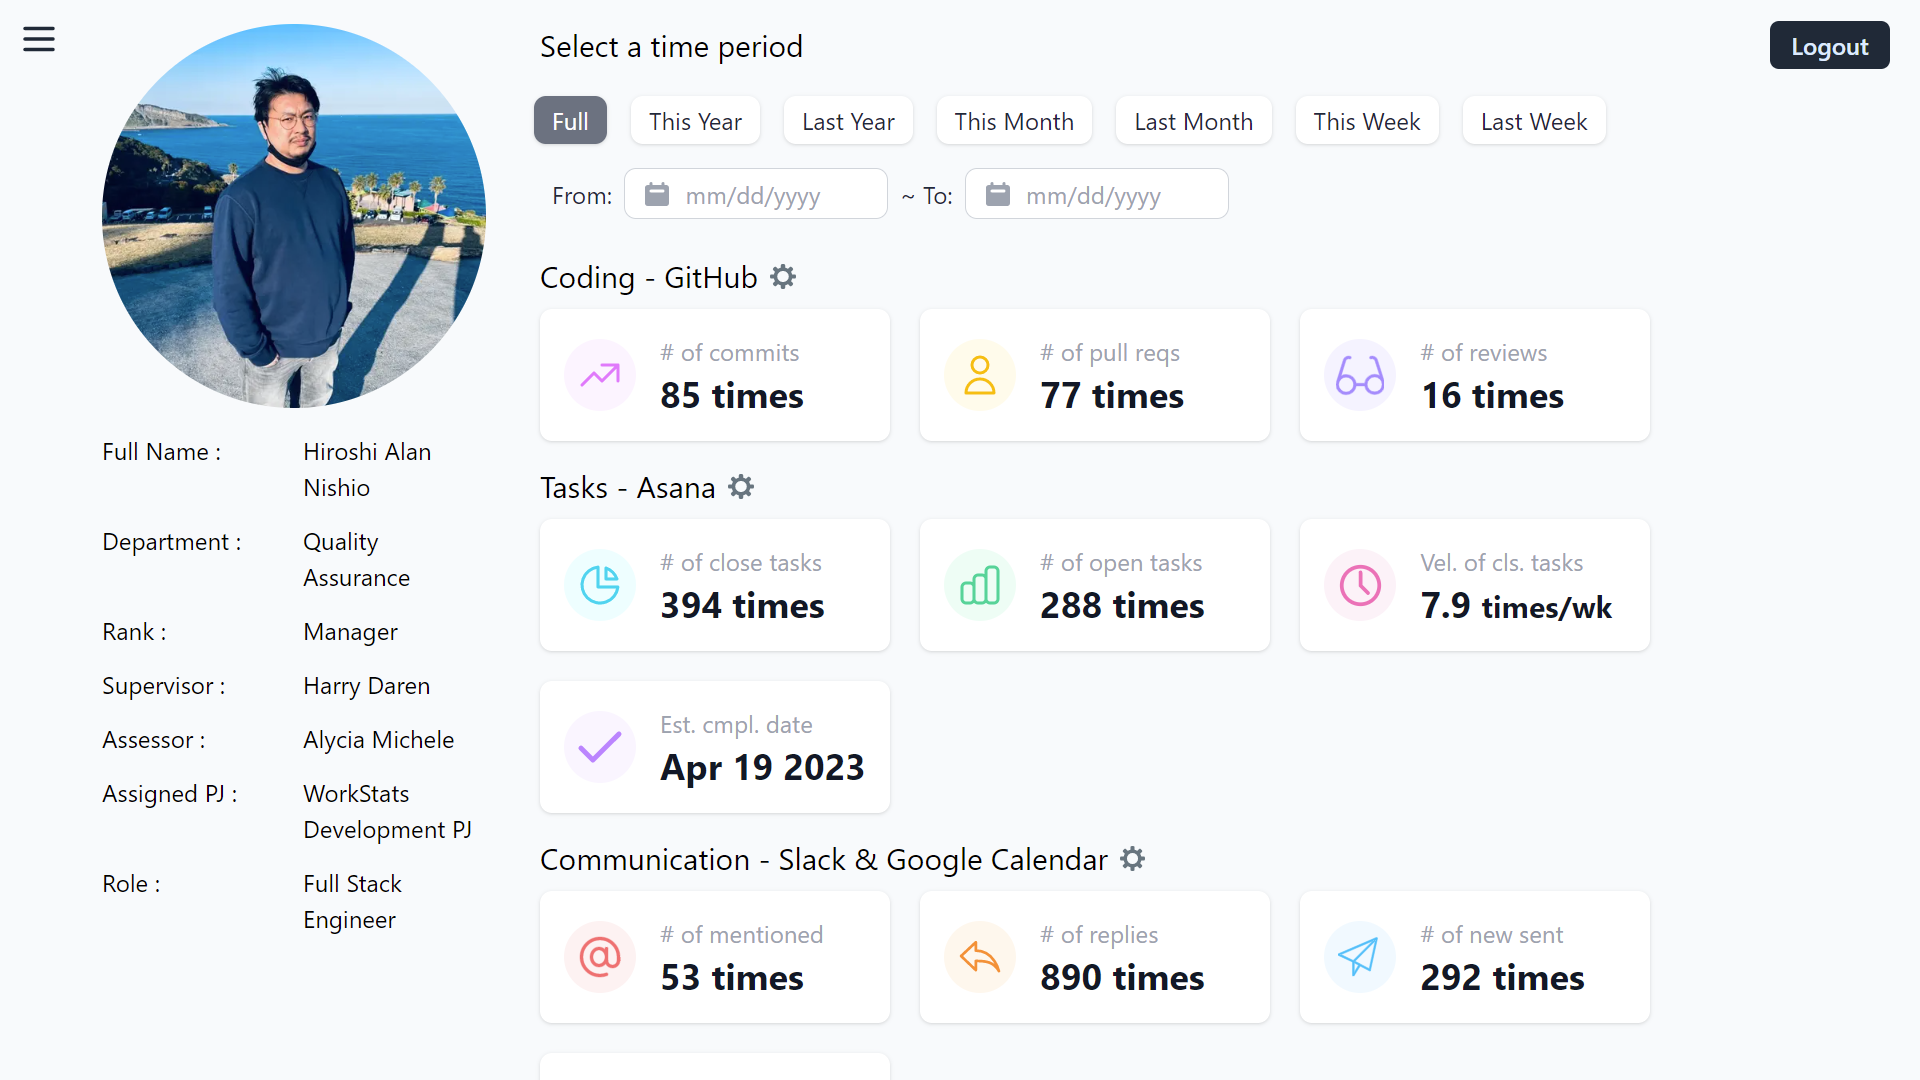 Select a time period
Logout
Full
This Year
Last Year
This Month
Last Month
This Week
Last Week
From: mm/dd/yyyy ~ To: mm/dd/yyyy
Full Name : Hiroshi Alan
Nishio
Department : Quality
Assurance
Rank : Manager
Supervisor : Harry Daren
Assessor : Alycia Michele
Assigned PJ : WorkStats
Development PJ
Role : Full Stack
Engineer
Coding - GitHub
# of commits
85 times
# of pull reqs
77 times
# of reviews
16 times
Tasks - Asana
# of close tasks
394 times
# of open tasks
288 times
Vel. of cls. tasks
7.9 times/wk
Est. cmpl. date
Apr 19 2023
Communication - Slack & Google Calendar
# of mentioned
53 times
# of replies
890 times
# of new sent
292 times